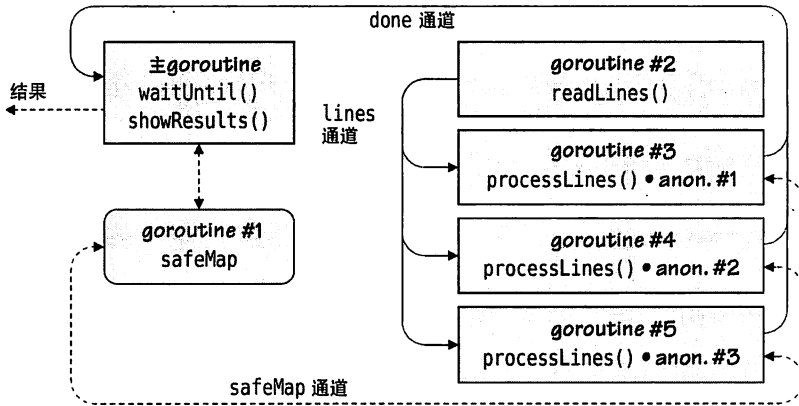 done 通道
主goroutine
waitUntil()
showResults()
结果
lines
通道
goroutine #1
safeMap
goroutine #2
readLines()
goroutine #3
processLines() • anon. #1
goroutine #4
processLines() • anon. #2
goroutine #5
processLines() • anon. #3
safeMap 通道